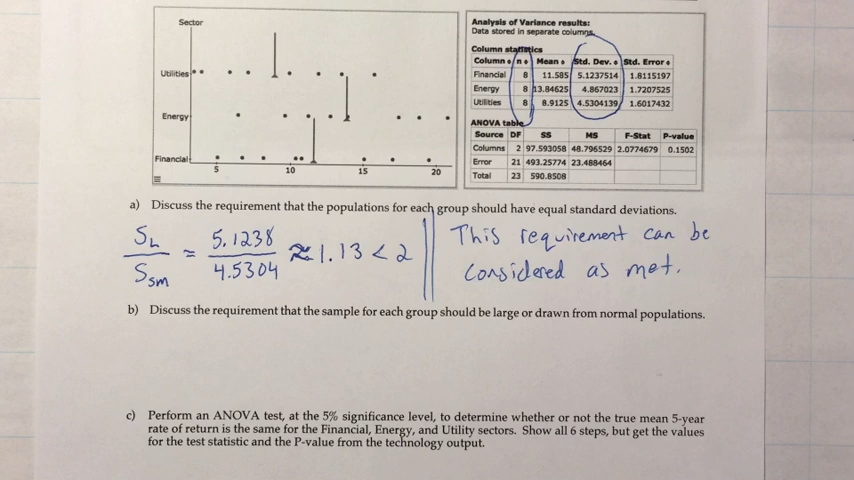 Sector
Utilities
Energy
Financial
5 10 15 20
Analysis of Variance results:
Data stored in separate columns.
Column statistics
Column n Mean Std. Dev. Std. Error
Financial 8 11.585 5.1237514 1.8115197
Energy 8 13.84625 4.867023 1.7207525
Utilities 8 8.9125 4.5304139 1.6017432
ANOVA table
Source DF SS MS F-Stat P-value
Columns 2 97.593058 48.796529 2.0774679 0.1502
Error 21 493.25774 23.488464
Total 23 590.8508
a) Discuss the requirement that the populations for each group should have equal standard deviations.
S_L / S_sm = 5.1238 / 4.5304 ≈ 1.13 < 2
This requirement can be
considered as met.
b) Discuss the requirement that the sample for each group should be large or drawn from normal populations.
c) Perform an ANOVA test, at the 5% significance level, to determine whether or not the true mean 5-year
rate of return is the same for the Financial, Energy, and Utility sectors. Show all 6 steps, but get the values
for the test statistic and the P-value from the technology output.